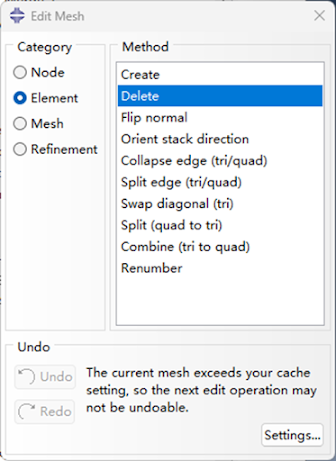 Edit Mesh
Category
Node
Element
Mesh
Refinement
Method
Create
Delete
Flip normal
Orient stack direction
Collapse edge (tri/quad)
Split edge (tri/quad)
Swap diagonal (tri)
Split (quad to tri)
Combine (tri to quad)
Renumber
Undo
Undo
Redo
The current mesh exceeds your cache
setting, so the next edit operation may
not be undoable.
Settings...